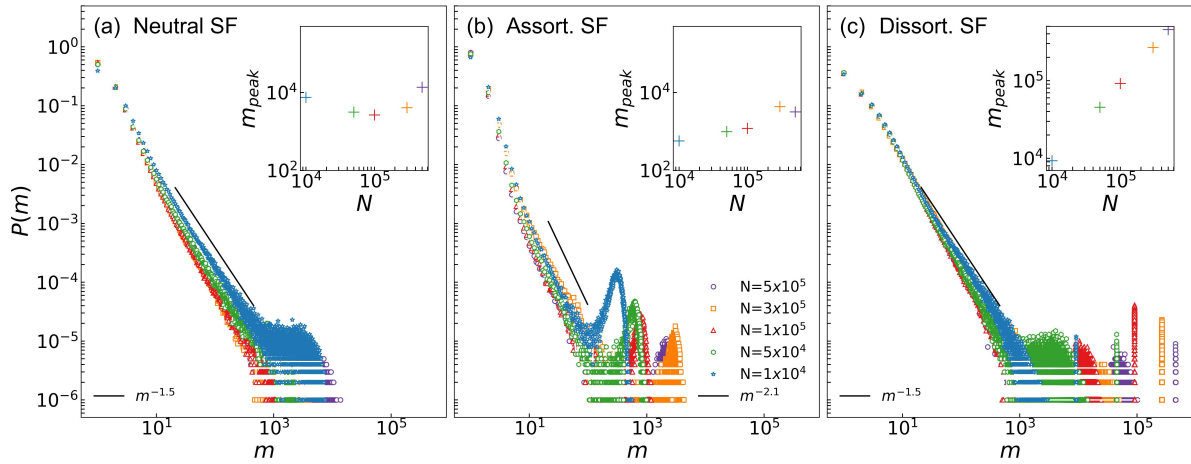 (a) Neutral SF
(b) Assort. SF
(c) Dissort. SF
P(m)
10^0
10^-1
10^-2
10^-3
10^-4
10^-5
10^-6
m_peak
10^4
10^2
10^4
10^5
N
m^-1.5
10^1
10^3
10^5
m
m_peak
10^4
10^2
10^4
10^5
N
N=5x10^5
N=3x10^5
N=1x10^5
N=5x10^4
N=1x10^4
m^-2.1
10^1
10^3
10^5
m
m_peak
10^5
10^4
10^4
10^5
N
m^-1.5
10^1
10^3
10^5
m